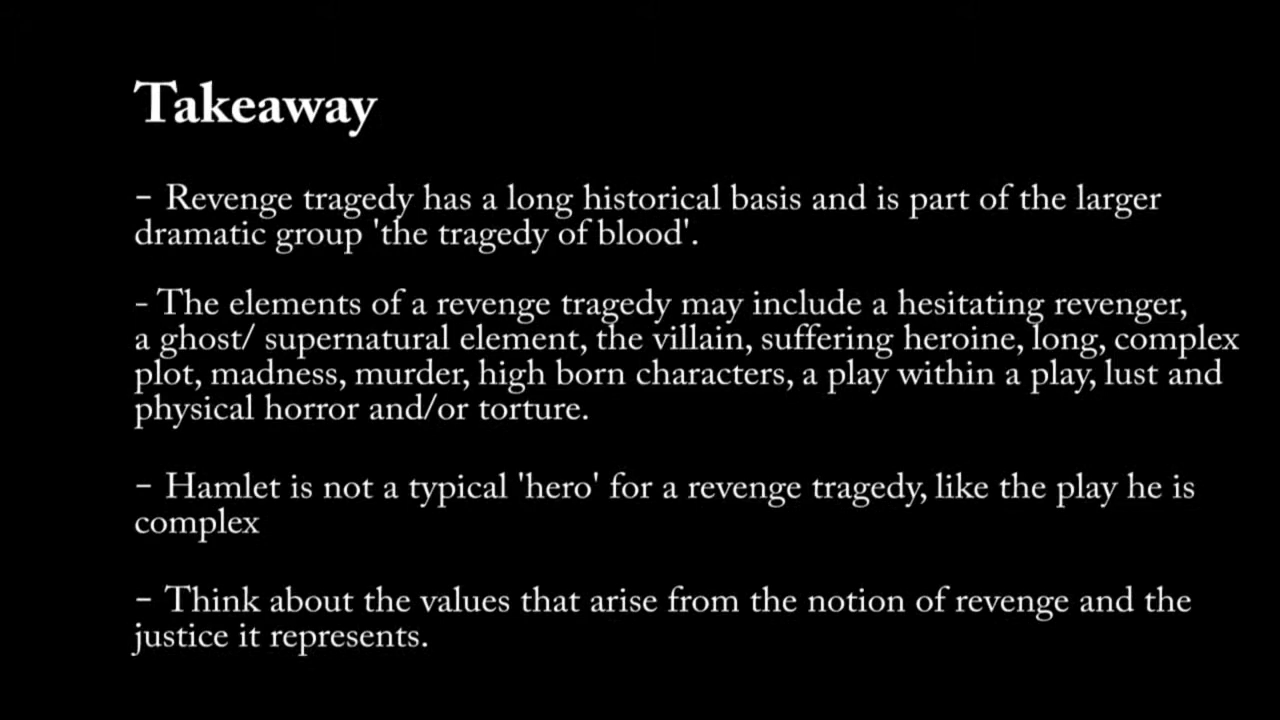 Takeaway
– Revenge tragedy has a long historical basis and is part of the larger
dramatic group 'the tragedy of blood'.
– The elements of a revenge tragedy may include a hesitating revenger,
a ghost/ supernatural element, the villain, suffering heroine, long, complex
plot, madness, murder, high born characters, a play within a play, lust and
physical horror and/or torture.
– Hamlet is not a typical 'hero' for a revenge tragedy, like the play he is
complex
– Think about the values that arise from the notion of revenge and the
justice it represents.